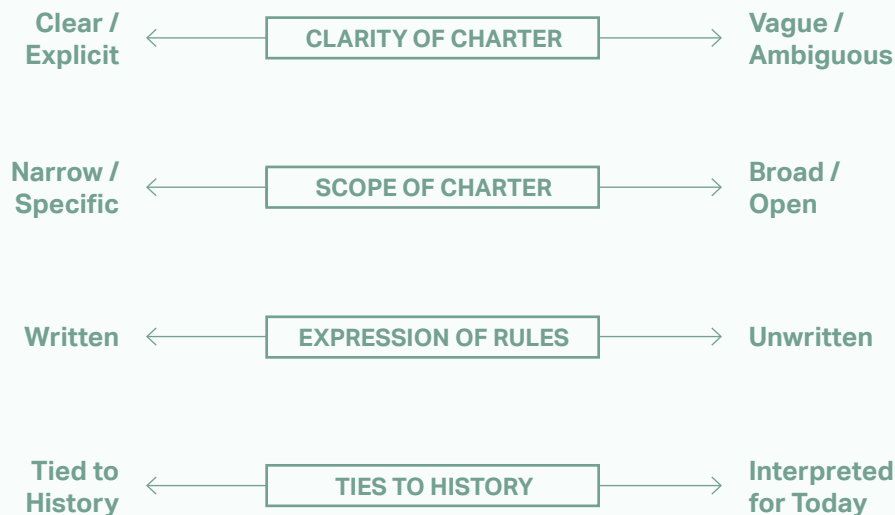 Clear /
Explicit
CLARITY OF CHARTER
Vague /
Ambiguous
Narrow /
Specific
SCOPE OF CHARTER
Broad /
Open
Written
EXPRESSION OF RULES
Unwritten
Tied to
History
TIES TO HISTORY
Interpreted
for Today